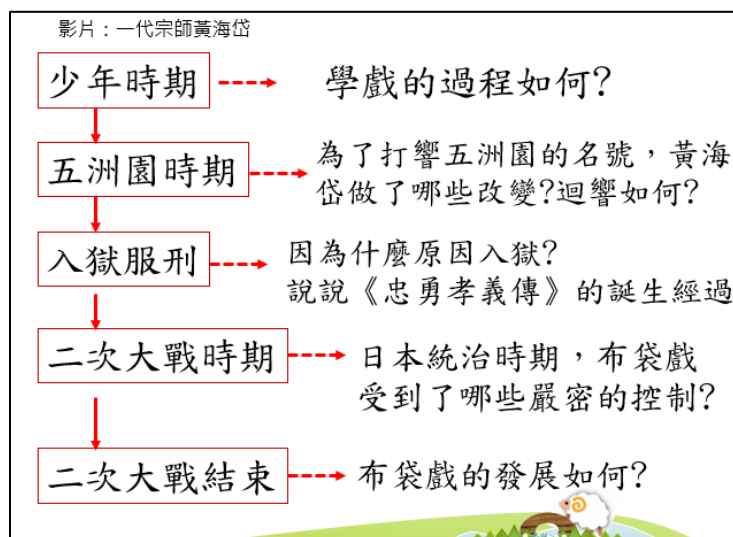 影片：一代宗師黃海岱
少年時期
學戲的過程如何?
五洲園時期
為了打響五洲園的名號，黃海
岱做了哪些改變?迴響如何?
入獄服刑
因為什麼原因入獄?
說說《忠勇孝義傳》的誕生經過
二次大戰時期
日本統治時期，布袋戲
受到了哪些嚴密的控制?
二次大戰結束
布袋戲的發展如何?